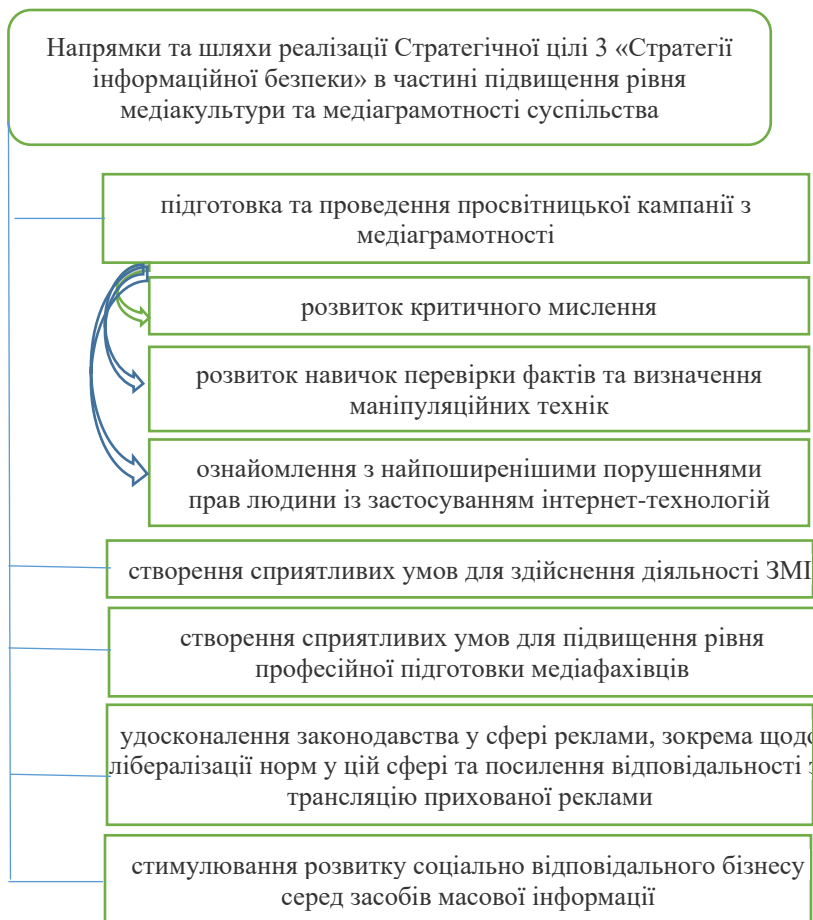 Напрямки та шляхи реалізації Стратегічної цілі 3 «Стратегії
інформаційної безпеки» в частині підвищення рівня
медіакультури та медіаграмотності суспільства
підготовка та проведення просвітницької кампанії з
медіаграмотності
розвиток критичного мислення
розвиток навичок перевірки фактів та визначення
маніпуляційних технік
ознайомлення з найпоширенішими порушеннями
прав людини із застосуванням інтернет-технологій
створення сприятливих умов для здійснення діяльності ЗМІ
створення сприятливих умов для підвищення рівня
професійної підготовки медіафахівців
удосконалення законодавства у сфері реклами, зокрема щодо
лібералізації норм у цій сфері та посилення відповідальності з
трансляцію прихованої реклами
стимулювання розвитку соціально відповідального бізнесу
серед засобів масової інформації